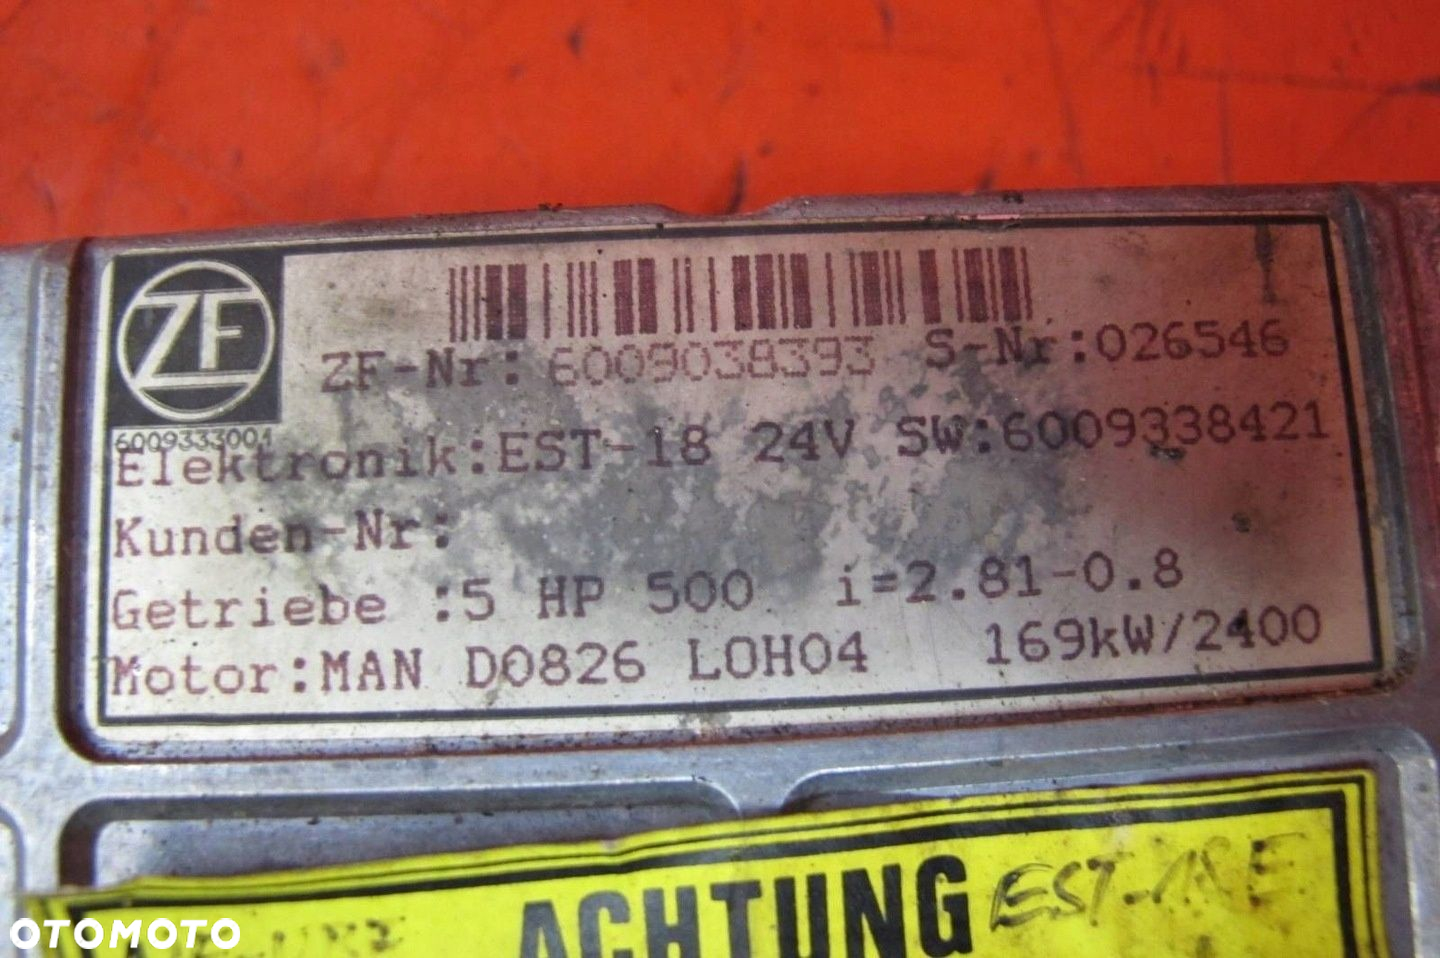 ZF
ZF-Nr: 6009038393 S-Nr:026546
6009333001
Elektronik:EST-18 24V SW:6009338421
Kunden-Nr:
Getriebe :5 HP 500 i=2.81-0.8
Motor:MAN D0826 LOH04 169kW/2400
ACHTUNG EST-18E
OTOMOTO